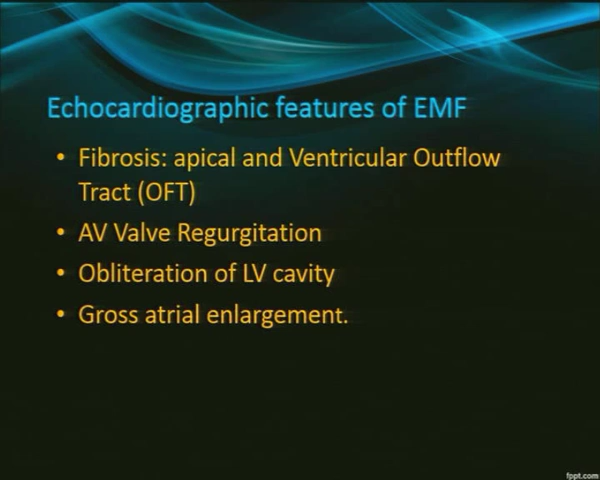 Echocardiographic features of EMF
• Fibrosis: apical and Ventricular Outflow
Tract (OFT)
• AV Valve Regurgitation
• Obliteration of LV cavity
• Gross atrial enlargement.
fppt.com